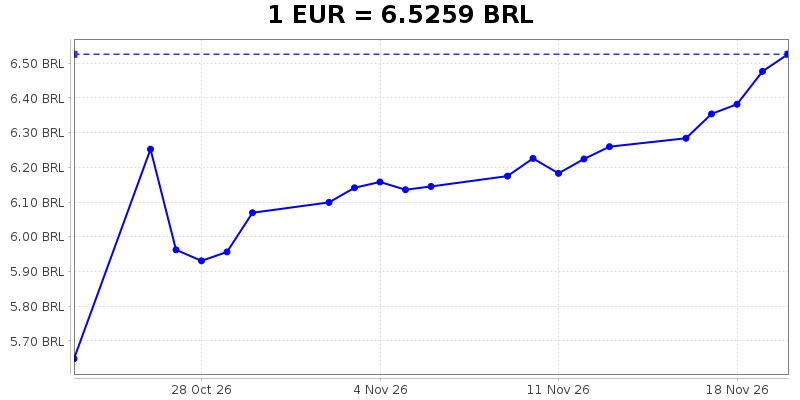 1 EUR = 6.5259 BRL
6.50 BRL
6.40 BRL
6.30 BRL
6.20 BRL
6.10 BRL
6.00 BRL
5.90 BRL
5.80 BRL
5.70 BRL
28 Oct 26
4 Nov 26
11 Nov 26
18 Nov 26